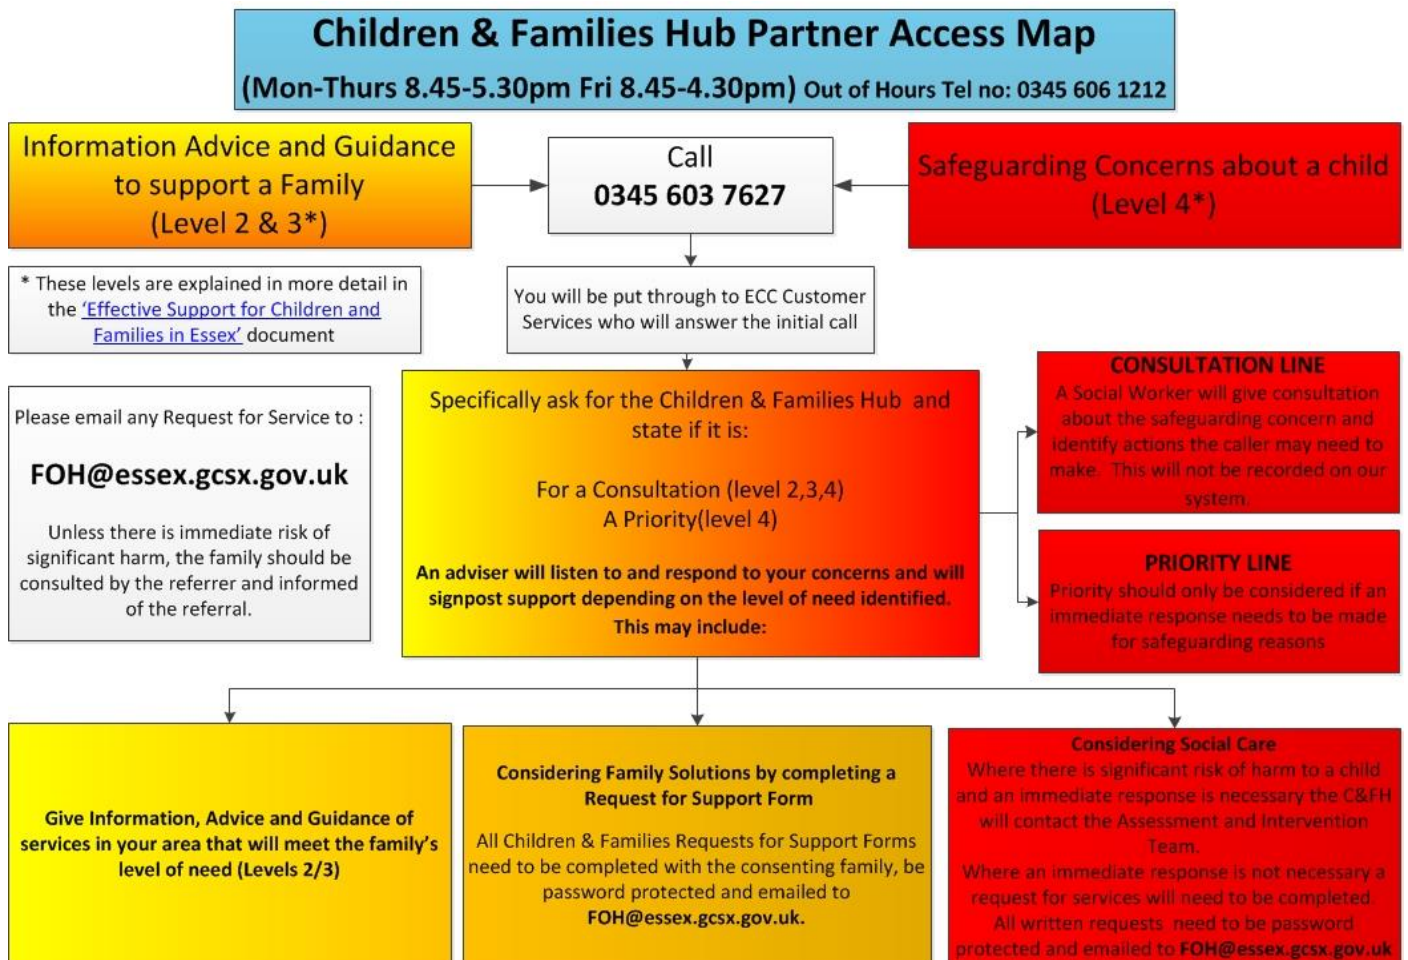 Children & Families Hub Partner Access Map
(Mon-Thurs 8.45-5.30pm Fri 8.45-4.30pm) Out of Hours Tel no: 0345 606 1212
Information Advice and Guidance
to support a Family
(Level 2 & 3*)
Call
0345 603 7627
Safeguarding Concerns about a child
(Level 4*)
* These levels are explained in more detail in
the 'Effective Support for Children and
Families in Essex' document
You will be put through to ECC Customer
Services who will answer the initial call
Please email any Request for Service to :
FOH@essex.gcsx.gov.uk
Unless there is immediate risk of
significant harm, the family should be
consulted by the referrer and informed
of the referral.
Specifically ask for the Children & Families Hub and
state if it is:
For a Consultation (level 2,3,4)
A Priority(level 4)
An adviser will listen to and respond to your concerns and will
signpost support depending on the level of need identified.
This may include:
CONSULTATION LINE
A Social Worker will give consultation
about the safeguarding concern and
identify actions the caller may need to
make. This will not be recorded on our
system.
PRIORITY LINE
Priority should only be considered if an
immediate response needs to be made
for safeguarding reasons
Give Information, Advice and Guidance of
services in your area that will meet the family's
level of need (Levels 2/3)
Considering Family Solutions by completing a
Request for Support Form
All Children & Families Requests for Support Forms
need to be completed with the consenting family, be
password protected and emailed to
FOH@essex.gcsx.gov.uk.
Considering Social Care
Where there is significant risk of harm to a child
and an immediate response is necessary the C&FH
will contact the Assessment and Intervention
Team.
Where an immediate response is not necessary a
request for services will need to be completed.
All written requests need to be password
protected and emailed to FOH@essex.gcsx.gov.uk